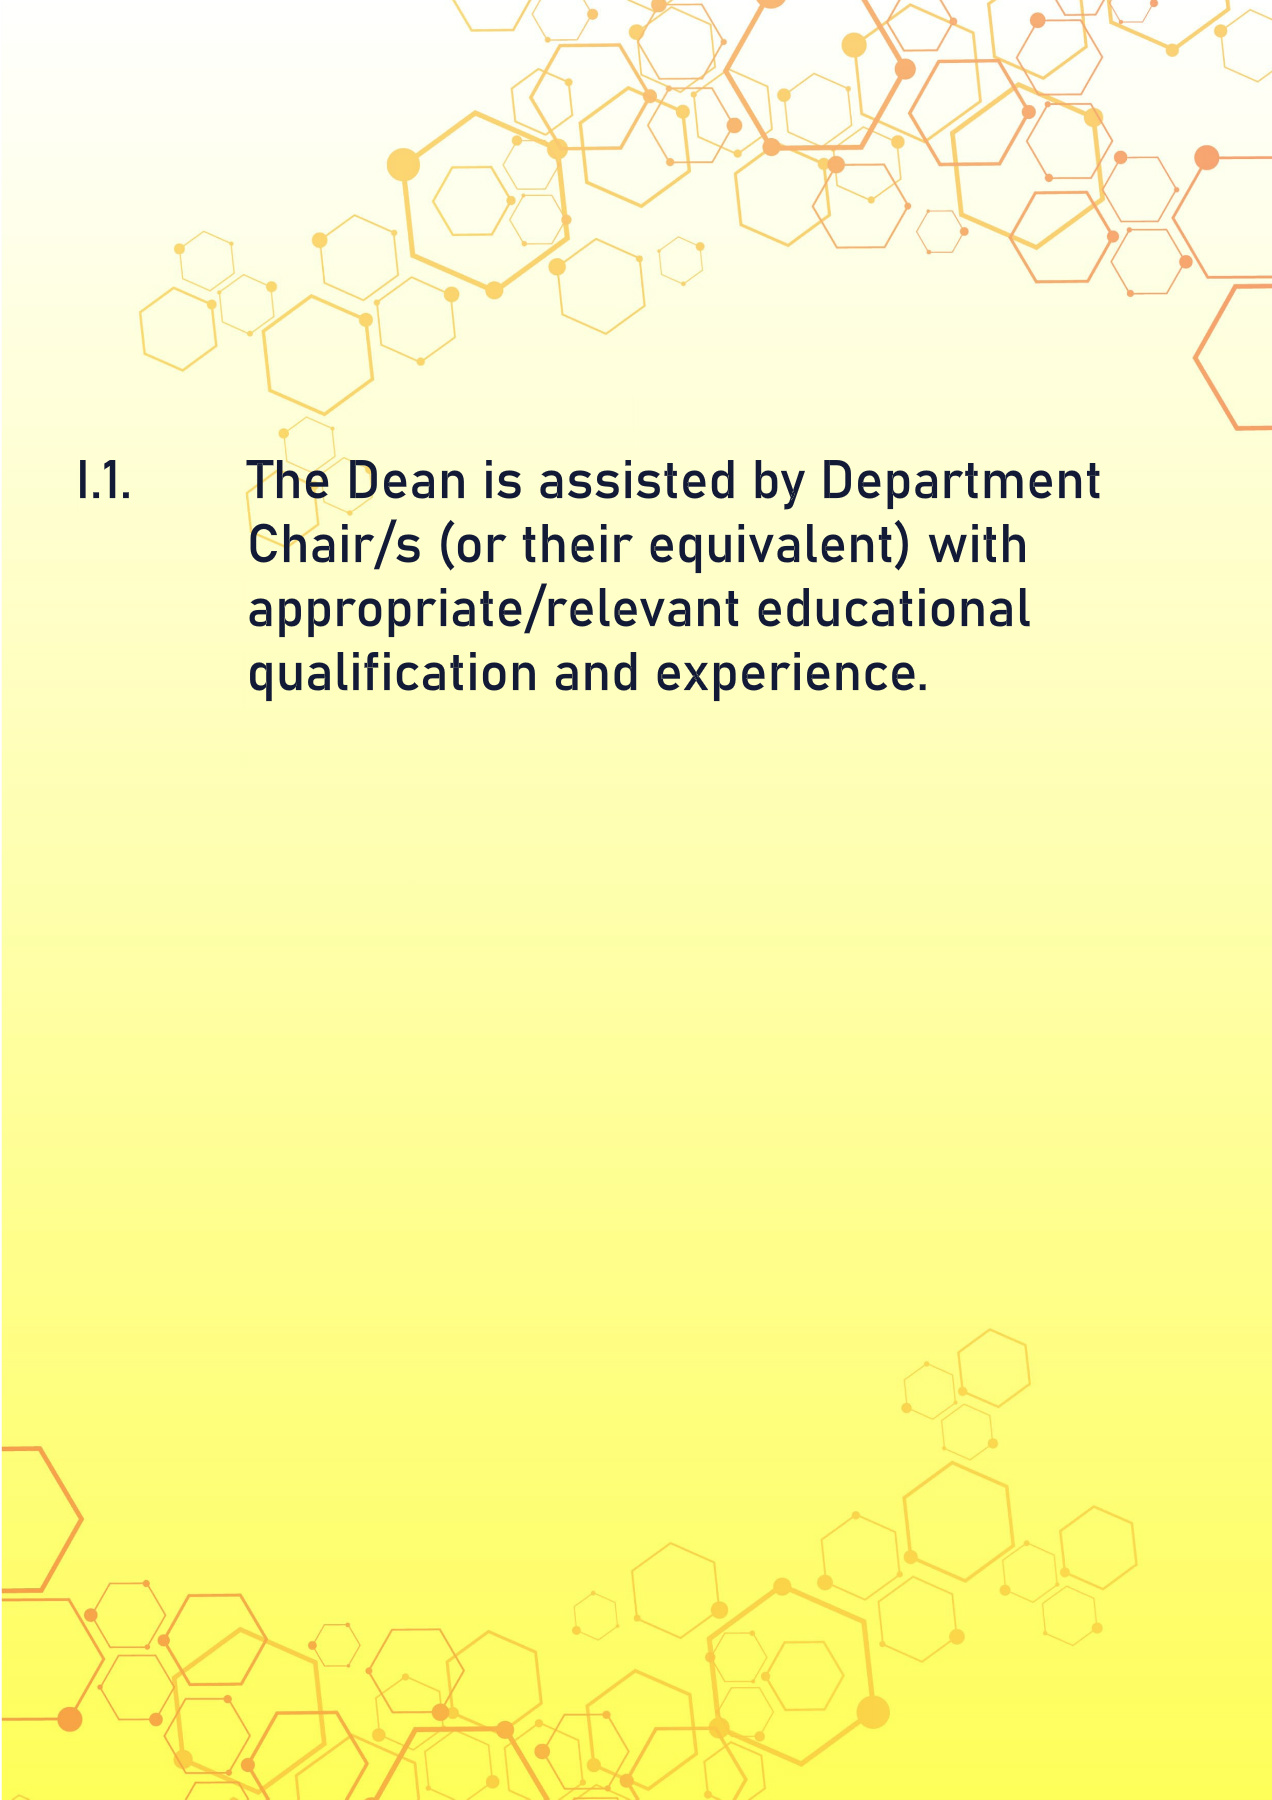 I.1. The Dean is assisted by Department
Chair/s (or their equivalent) with
appropriate/relevant educational
qualification and experience.